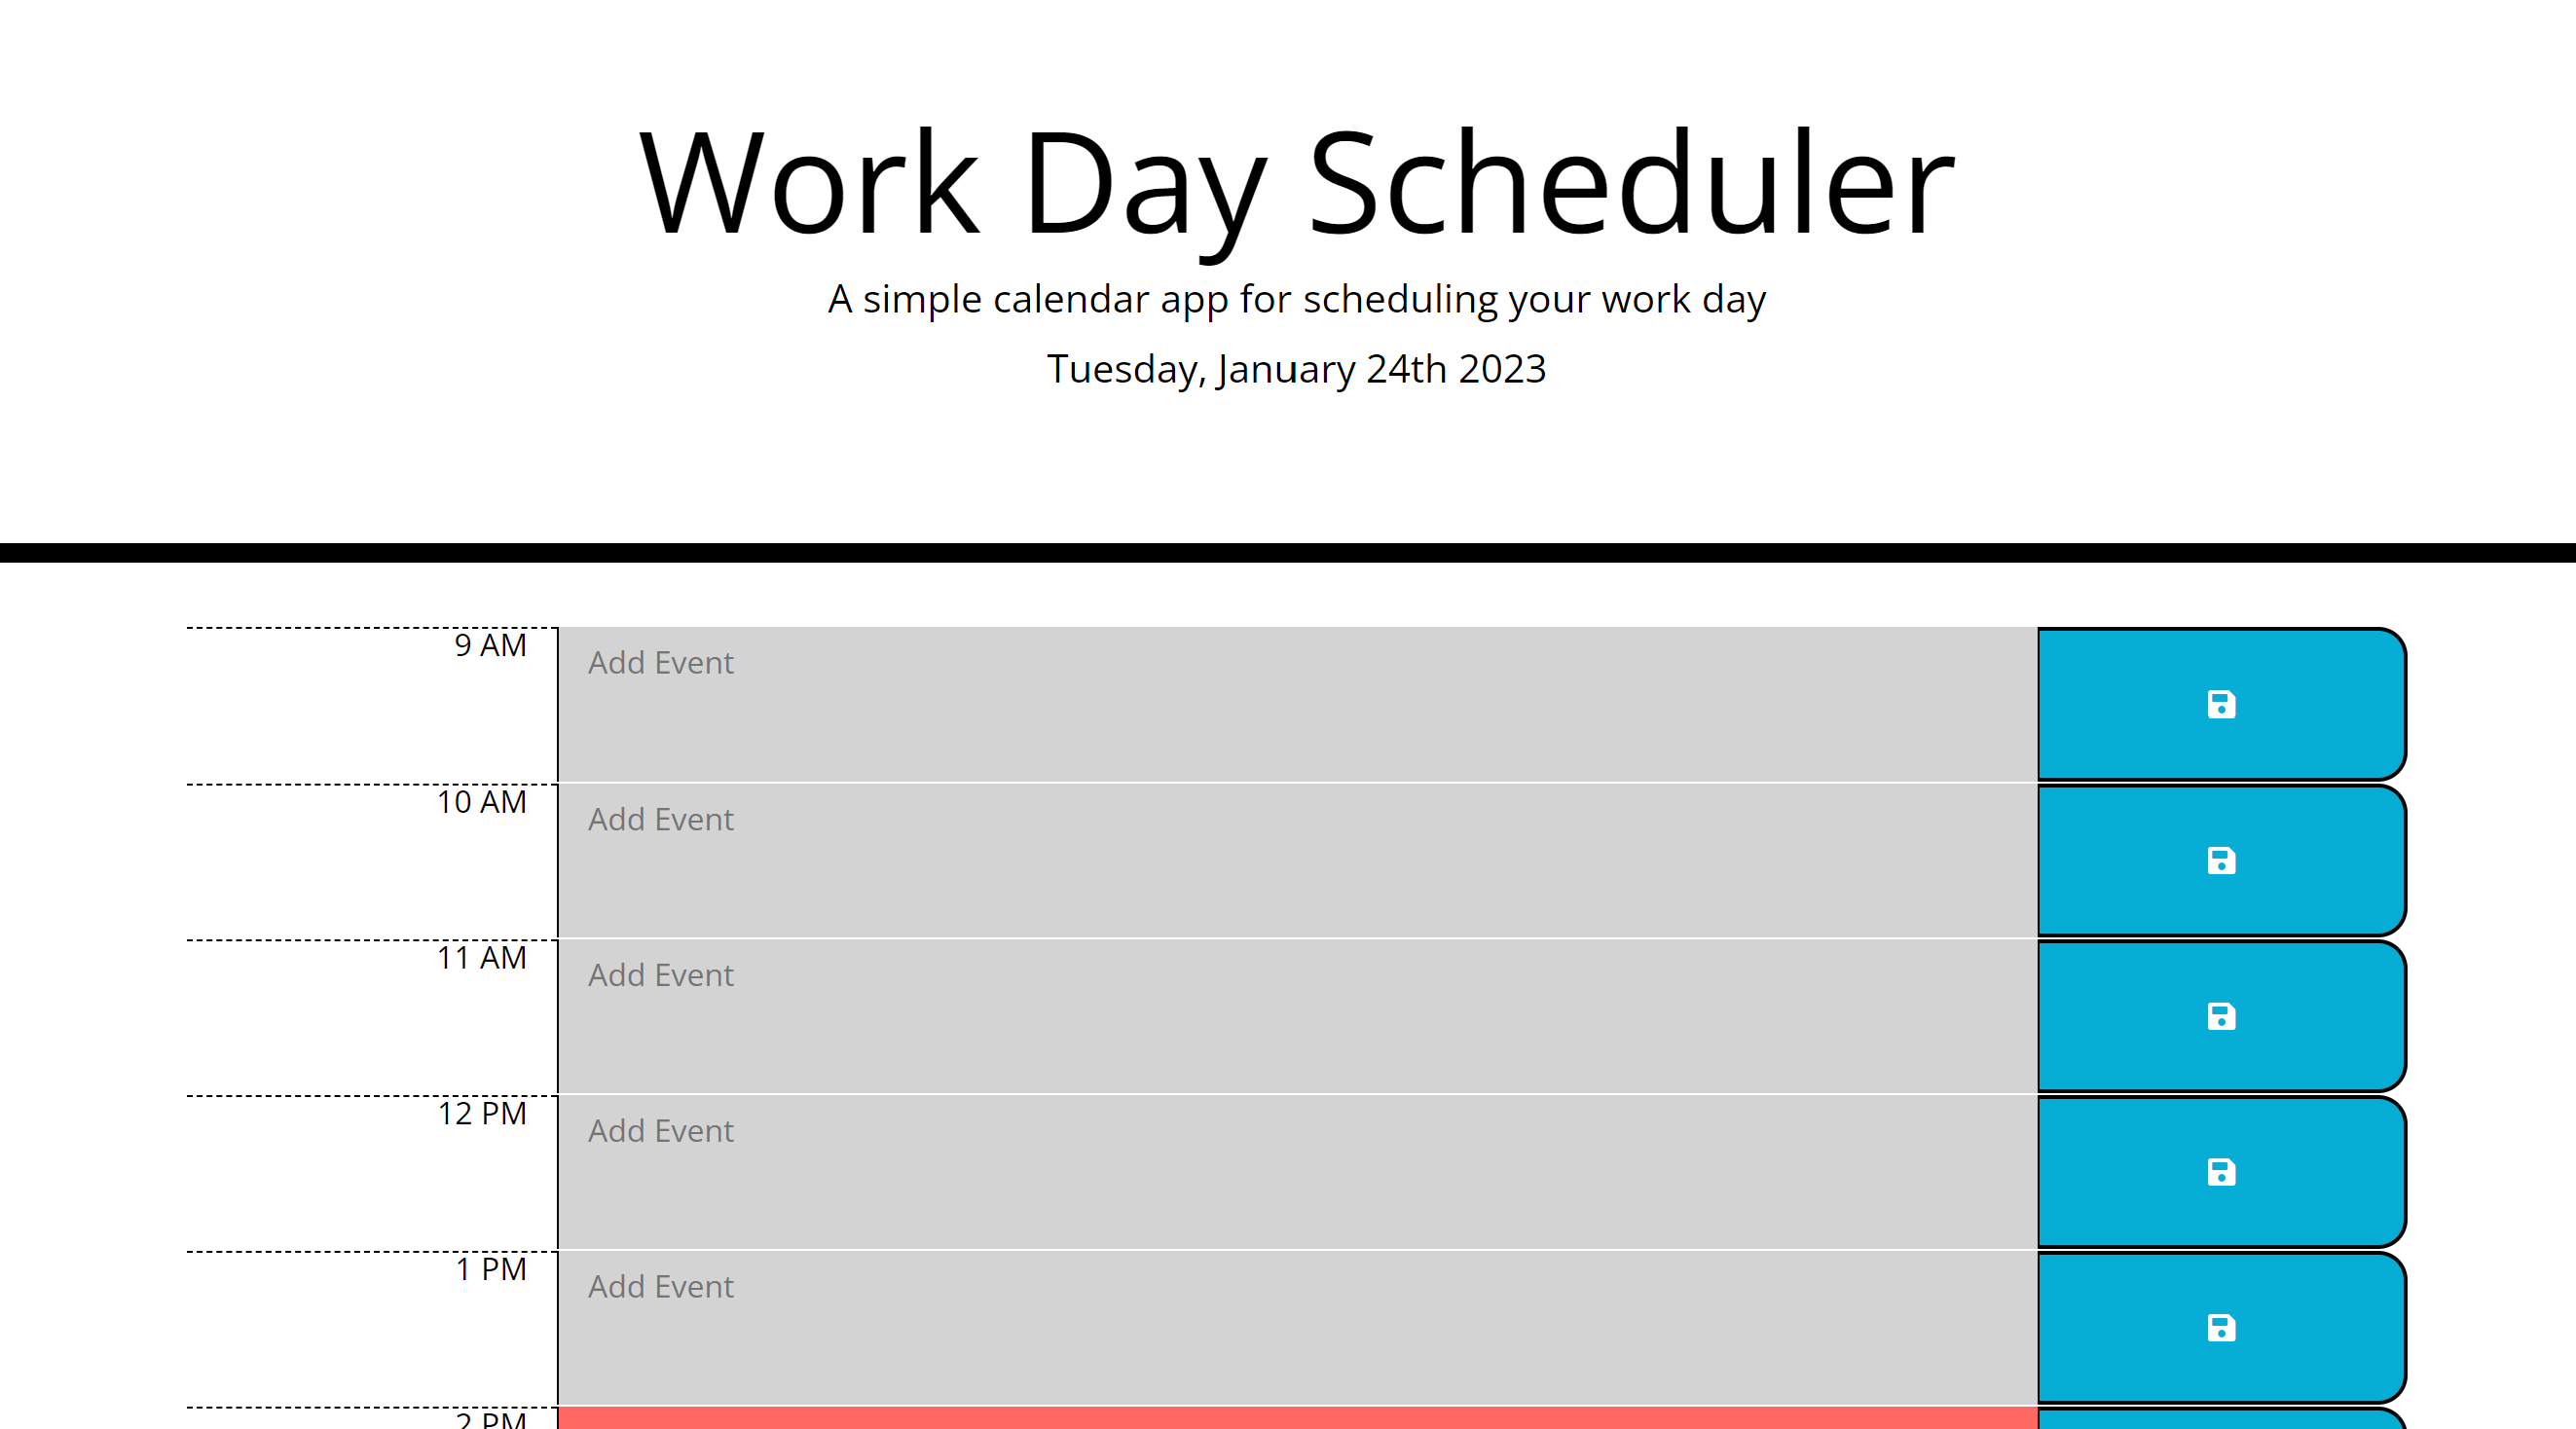 Work Day Scheduler
A simple calendar app for scheduling your work day
Tuesday, January 24th 2023
9 AM
Add Event
10 AM
Add Event
11 AM
Add Event
12 PM
Add Event
1 PM
Add Event
2 PM